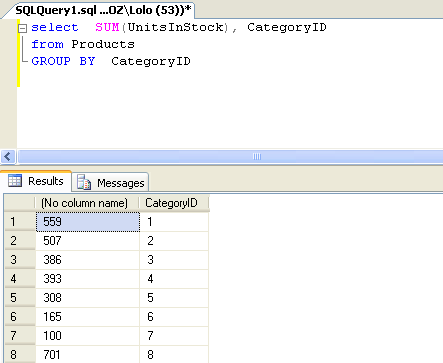 SQLQuery1.sql ...OZ\Lolo (53))*
select SUM(UnitsInStock), CategoryID
from Products
GROUP BY CategoryID
Results Messages
(No column name) CategoryID
1 559 1
2 507 2
3 386 3
4 393 4
5 308 5
6 165 6
7 100 7
8 701 8